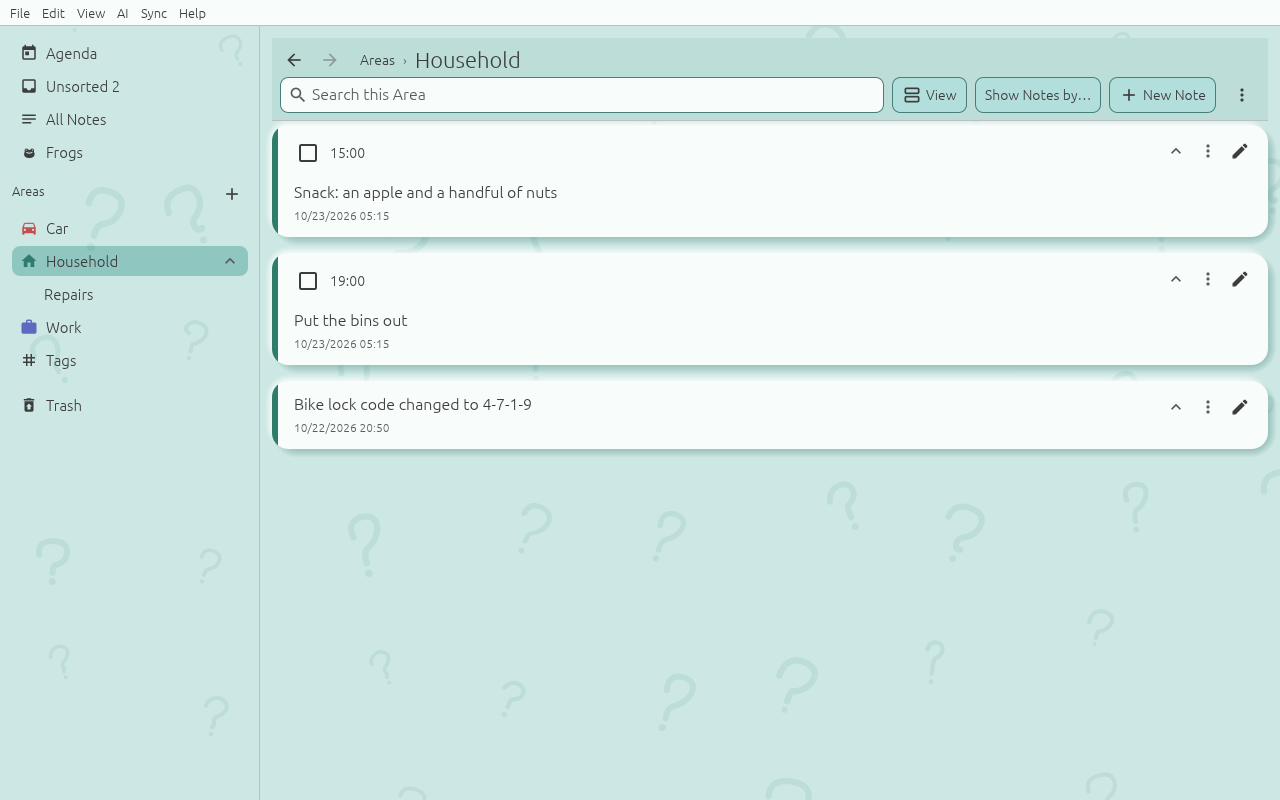 File Edit View AI Sync Help
Agenda
Unsorted 2
All Notes
Frogs
Areas
Car
Household
Repairs
Work
Tags
Trash
Areas › Household
Search this Area
View
Show Notes by...
New Note
15:00
Snack: an apple and a handful of nuts
10/23/2026 05:15
19:00
Put the bins out
10/23/2026 05:15
Bike lock code changed to 4-7-1-9
10/22/2026 20:50